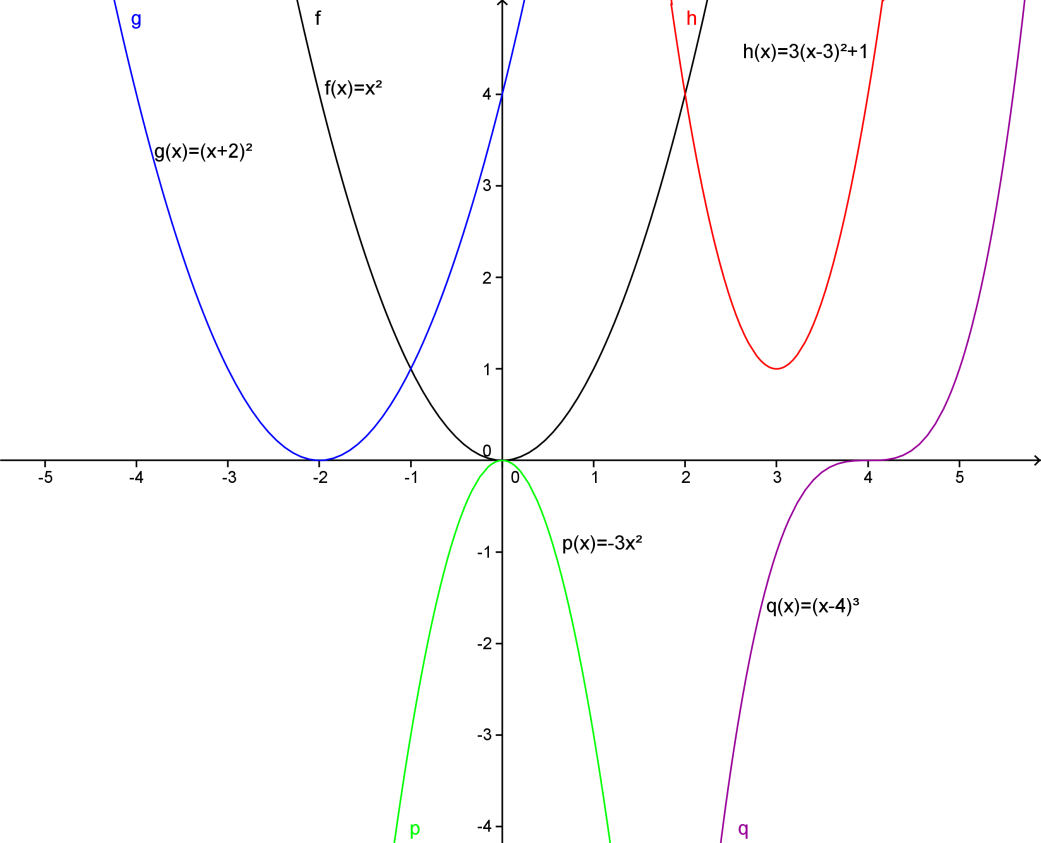 g
f
h
h(x)=3(x-3)²+1
f(x)=x²
4
g(x)=(x+2)²
3
2
1
0
-5 -4 -3 -2 -1 0 1 2 3 4 5
p(x)=-3x²
-1
q(x)=(x-4)³
-2
-3
-4
p
q